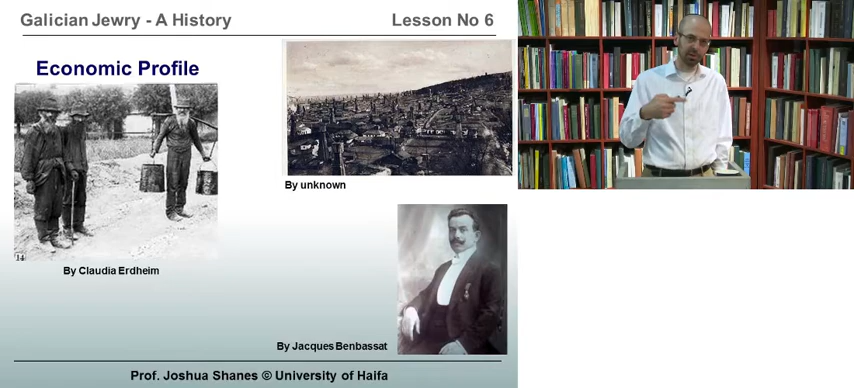 Galician Jewry - A History
Lesson No 6
Economic Profile
14
By Claudia Erdheim
By unknown
By Jacques Benbassat
Prof. Joshua Shanes © University of Haifa